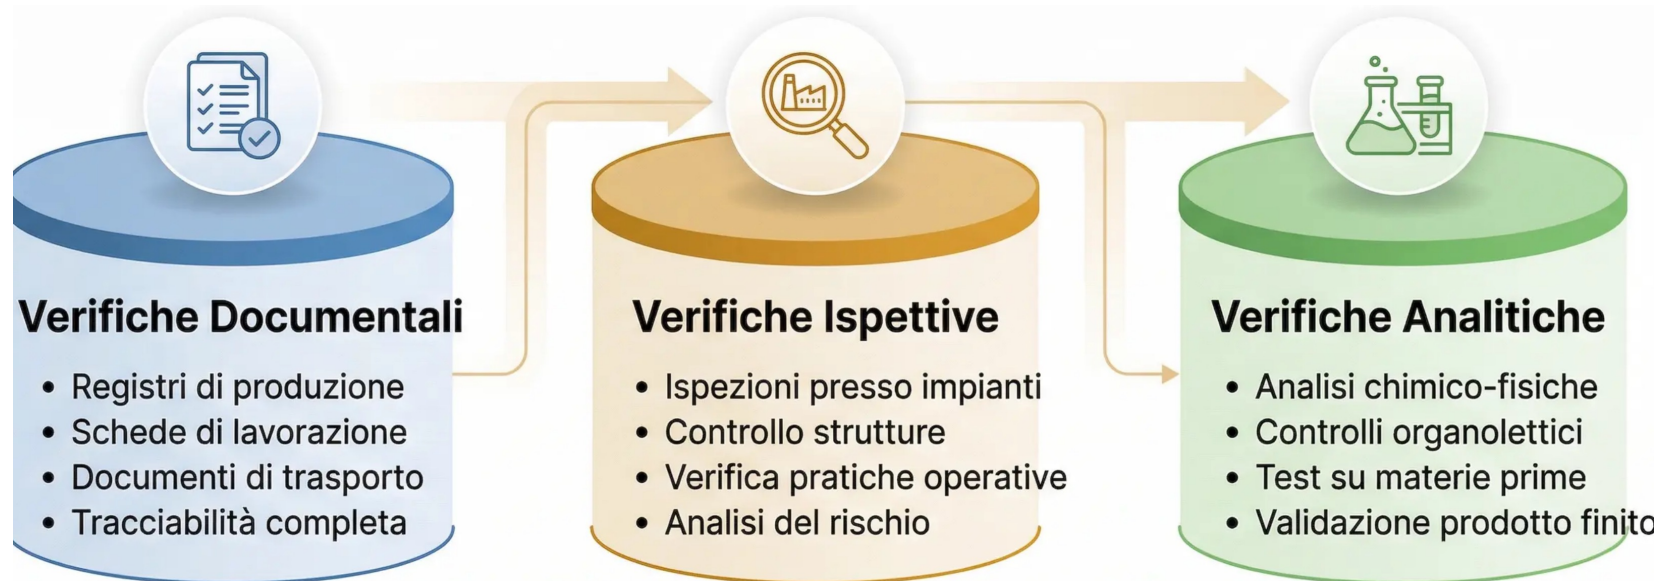 Verifiche Documentali
• Registri di produzione
• Schede di lavorazione
• Documenti di trasporto
• Tracciabilità completa
Verifiche Ispettive
• Ispezioni presso impianti
• Controllo strutture
• Verifica pratiche operative
• Analisi del rischio
Verifiche Analitiche
• Analisi chimico-fisiche
• Controlli organolettici
• Test su materie prime
• Validazione prodotto finito